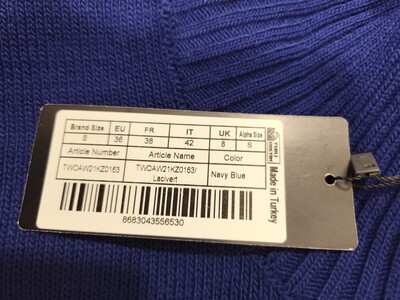 Brand Size EU FR IT UK Alpha Size
S 36 38 42 8 S
Article Number Article Name Color
TWOAW21KZ0163 TWOAW21KZ0163/ Lacivert Navy Blue
8683043556530
Made in Turkey